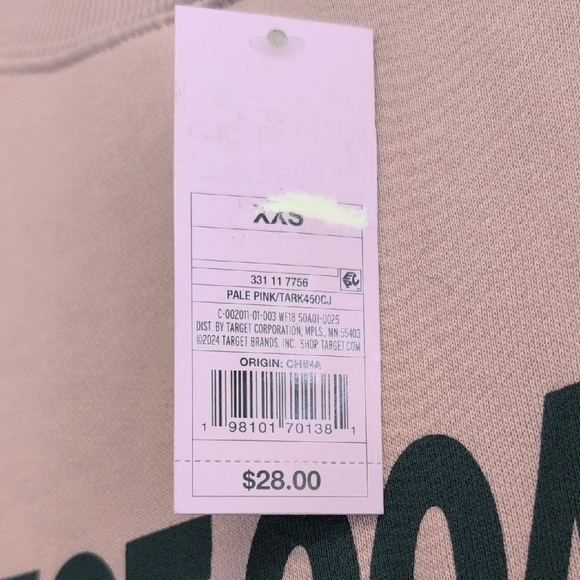 XXS
331 11 7756
PALE PINK/TARK450CJ
C-002011-01-003 WF18 50A01-0025
DIST. BY TARGET CORPORATION, MPLS., MN 55403
©2024 TARGET BRANDS, INC. SHOP TARGET.COM
ORIGIN: CHINA
1 98101 70138 1
$28.00